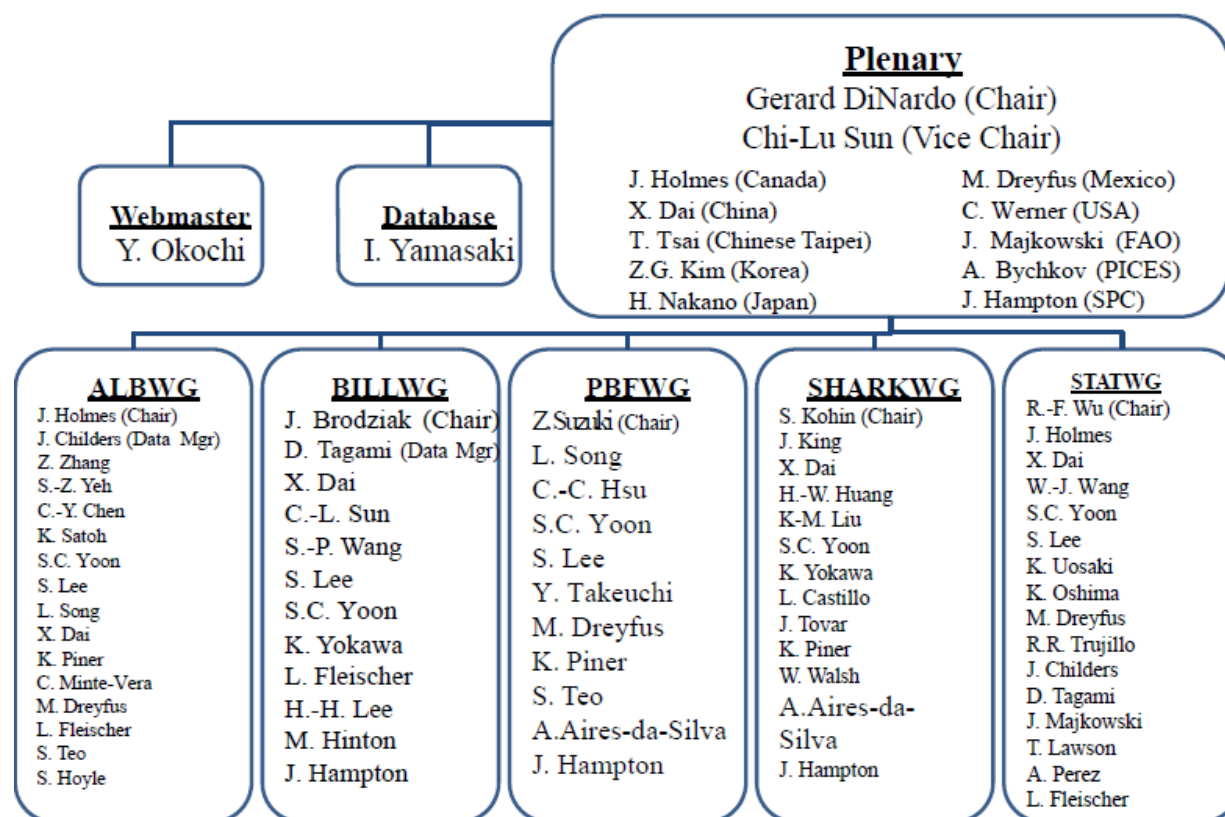 Plenary
Gerard DiNardo (Chair)
Chi-Lu Sun (Vice Chair)
J. Holmes (Canada)
X. Dai (China)
T. Tsai (Chinese Taipei)
Z.G. Kim (Korea)
H. Nakano (Japan)
M. Dreyfus (Mexico)
C. Werner (USA)
J. Majkowski (FAO)
A. Bychkov (PICES)
J. Hampton (SPC)
Webmaster
Y. Okochi
Database
I. Yamasaki
ALBWG
J. Holmes (Chair)
J. Childers (Data Mgr)
Z. Zhang
S.-Z. Yeh
C.-Y. Chen
K. Satoh
S.C. Yoon
S. Lee
L. Song
X. Dai
K. Piner
C. Minte-Vera
M. Dreyfus
L. Fleischer
S. Teo
S. Hoyle
BILLWG
J. Brodziak (Chair)
D. Tagami (Data Mgr)
X. Dai
C.-L. Sun
S.-P. Wang
S. Lee
S.C. Yoon
K. Yokawa
L. Fleischer
H.-H. Lee
M. Hinton
J. Hampton
PBFWG
Z.Suzuki (Chair)
L. Song
C.-C. Hsu
S.C. Yoon
S. Lee
Y. Takeuchi
M. Dreyfus
K. Piner
S. Teo
A.Aires-da-Silva
J. Hampton
SHARKWG
S. Kohin (Chair)
J. King
X. Dai
H.-W. Huang
K-M. Liu
S.C. Yoon
K. Yokawa
L. Castillo
J. Tovar
K. Piner
W. Walsh
A.Aires-da-
Silva
J. Hampton
STATWG
R.-F. Wu (Chair)
J. Holmes
X. Dai
W.-J. Wang
S.C. Yoon
S. Lee
K. Uosaki
K. Oshima
M. Dreyfus
R.R. Trujillo
J. Childers
D. Tagami
J. Majkowski
T. Lawson
A. Perez
L. Fleischer